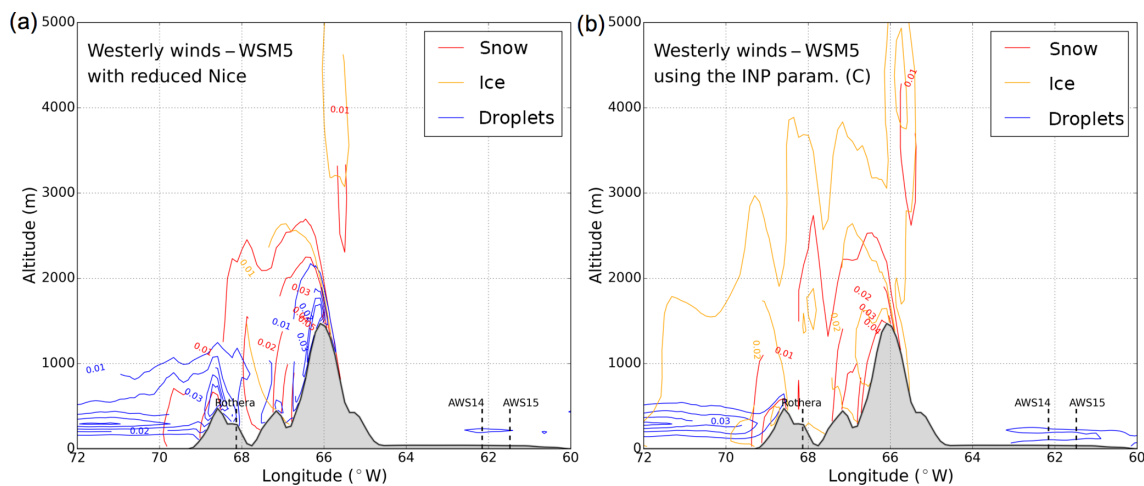 (a)
Westerly winds – WSM5
with reduced Nice
Snow
Ice
Droplets
5000
4000
3000
2000
1000
0
Altitude (m)
0.01
0.01
0.03
0.01
0.01
0.02
0.03
0.01
0.03
0.02
Rothera
AWS14
AWS15
72
70
68
66
64
62
60
Longitude (°W)
(b)
Westerly winds – WSM5
using the INP param. (C)
Snow
Ice
Droplets
5000
4000
3000
2000
1000
0
Altitude (m)
0.01
0.02
0.02
0.02
0.03
0.04
0.01
0.03
Rothera
AWS14
AWS15
72
70
68
66
64
62
60
Longitude (°W)